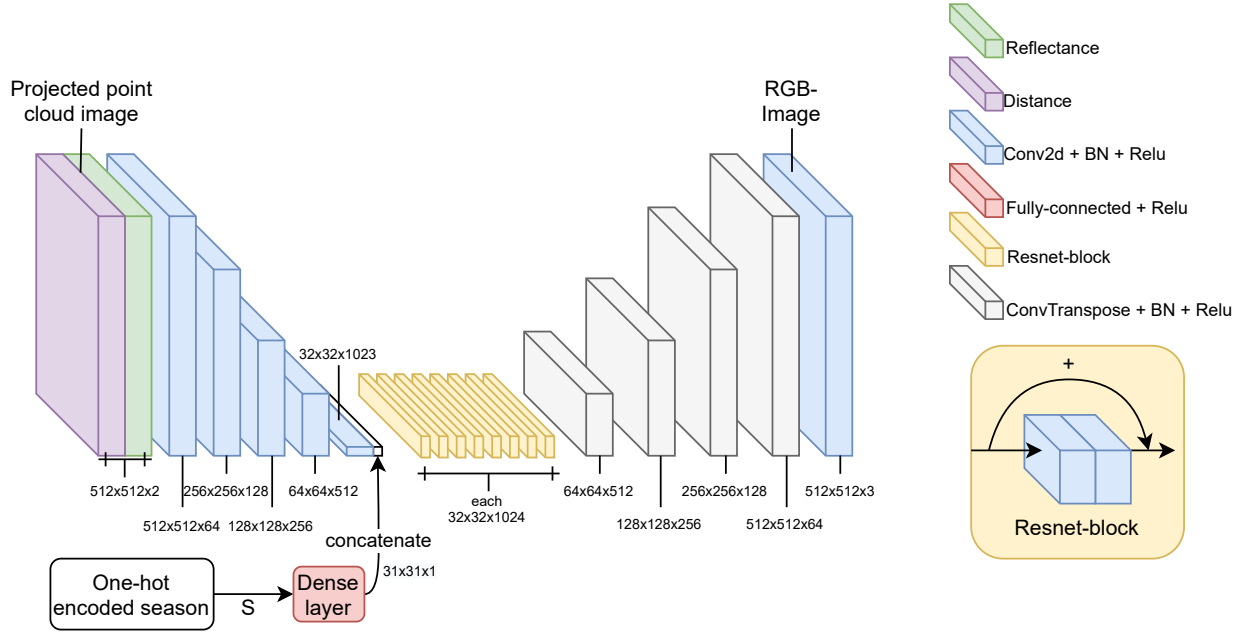 Projected point
cloud image
RGB-
Image
32x32x1023
512x512x2
512x512x64
256x256x128
128x128x256
64x64x512
each
32x32x1024
64x64x512
128x128x256
256x256x128
512x512x64
512x512x3
concatenate
31x31x1
One-hot
encoded season
S
Dense
layer
Reflectance
Distance
Conv2d + BN + Relu
Fully-connected + Relu
Resnet-block
ConvTranspose + BN + Relu
+
Resnet-block